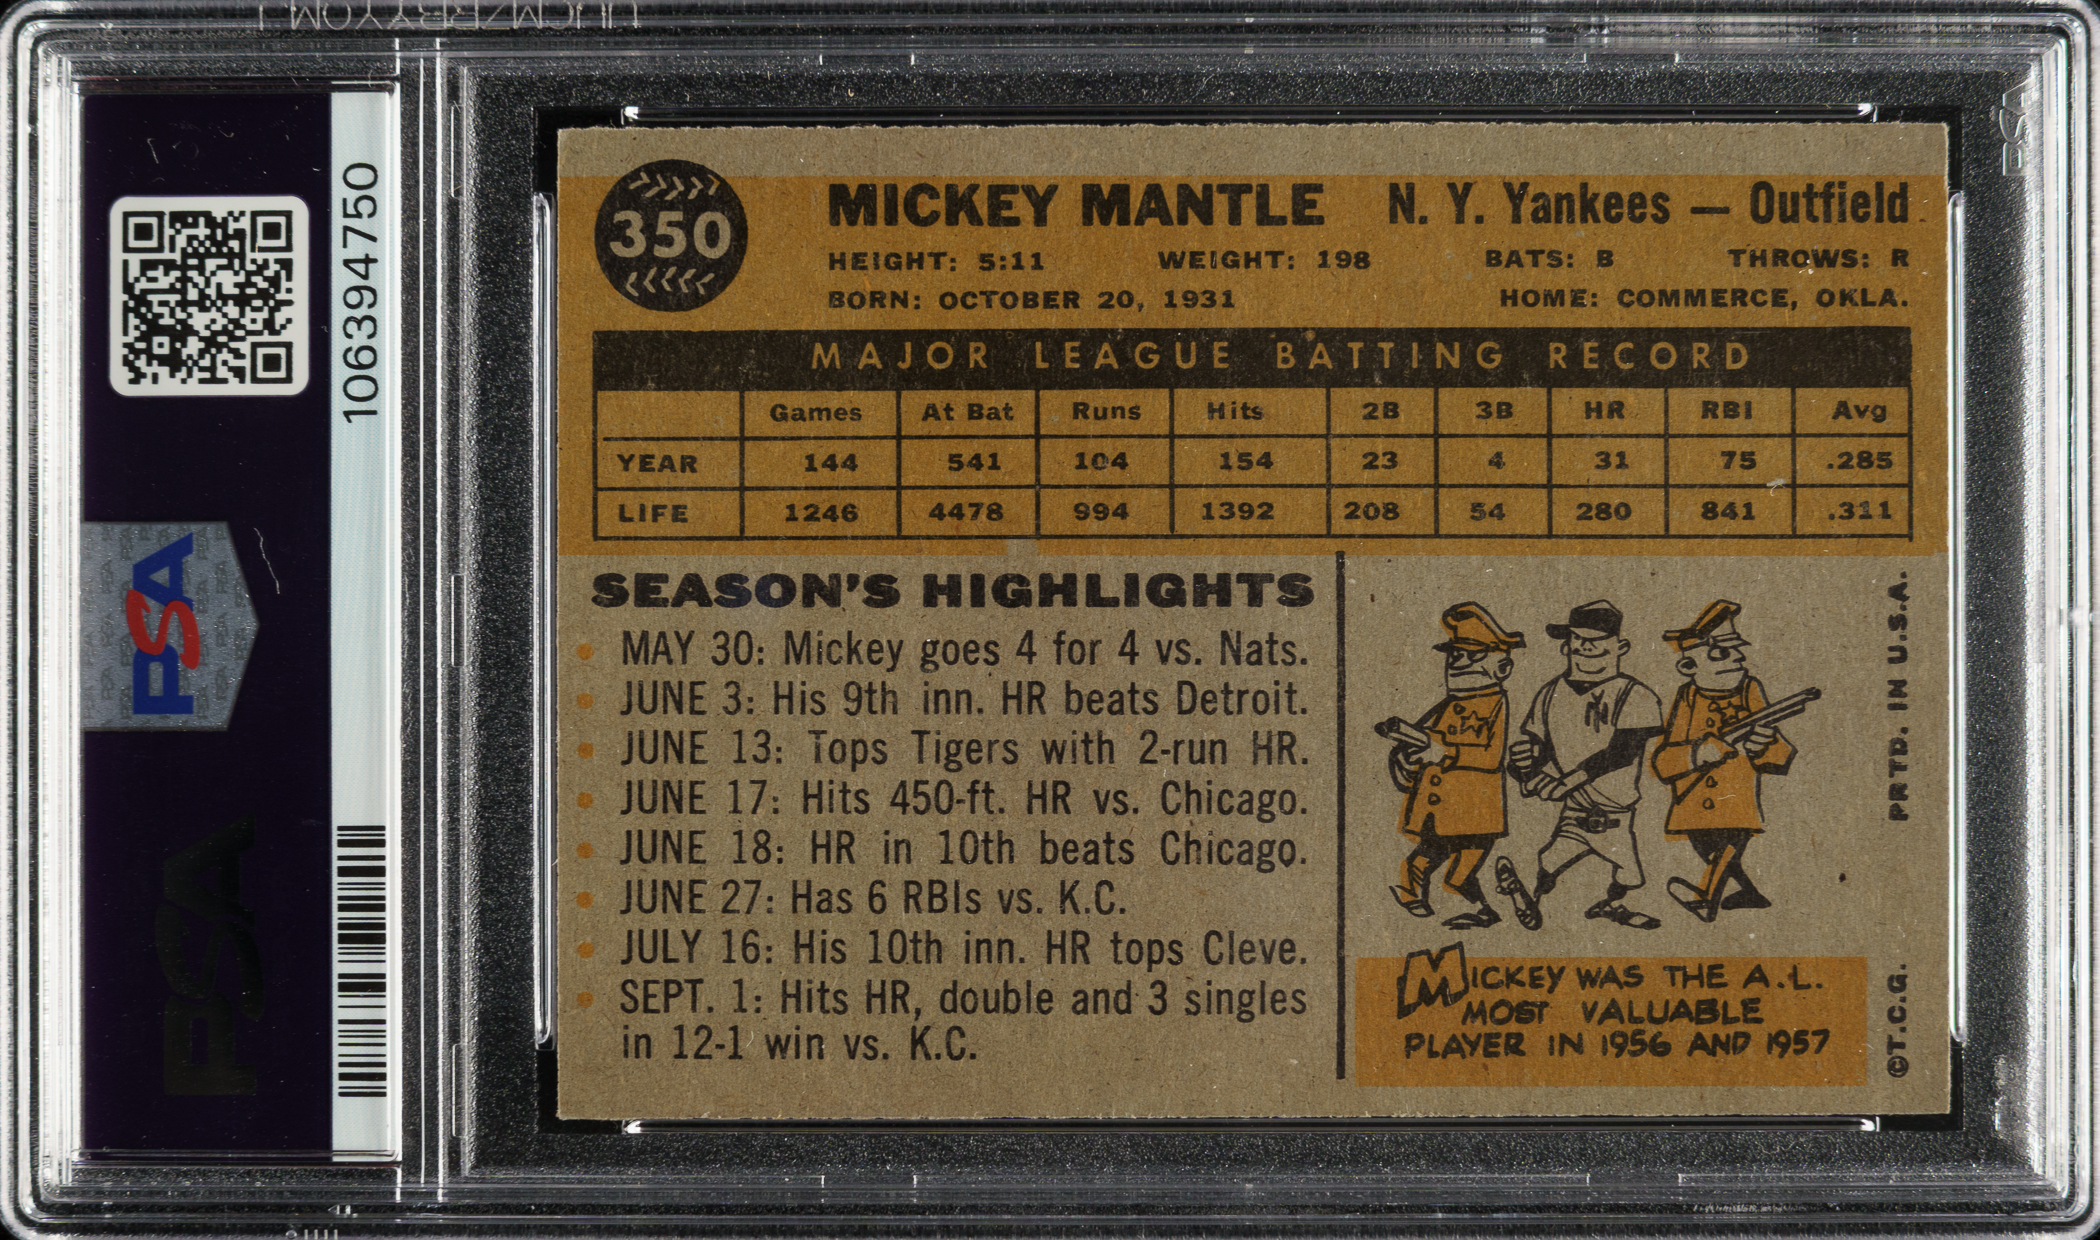 106394750
PSA
PSA
PSA
350
MICKEY MANTLE N. Y. Yankees — Outfield
HEIGHT: 5:11 WEIGHT: 198 BATS: B THROWS: R
BORN: OCTOBER 20, 1931 HOME: COMMERCE, OKLA.
MAJOR LEAGUE BATTING RECORD
Games At Bat Runs Hits 2B 3B HR RBI Avg
YEAR 144 541 104 154 23 4 31 75 .285
LIFE 1246 4478 994 1392 208 54 280 841 .311
SEASON'S HIGHLIGHTS
MAY 30: Mickey goes 4 for 4 vs. Nats.
JUNE 3: His 9th inn. HR beats Detroit.
JUNE 13: Tops Tigers with 2-run HR.
JUNE 17: Hits 450-ft. HR vs. Chicago.
JUNE 18: HR in 10th beats Chicago.
JUNE 27: Has 6 RBIs vs. K.C.
JULY 16: His 10th inn. HR tops Cleve.
SEPT. 1: Hits HR, double and 3 singles
in 12-1 win vs. K.C.
NY
MICKEY WAS THE A.L.
MOST VALUABLE
PLAYER IN 1956 AND 1957
©T.C.G. PRTD. IN U.S.A.